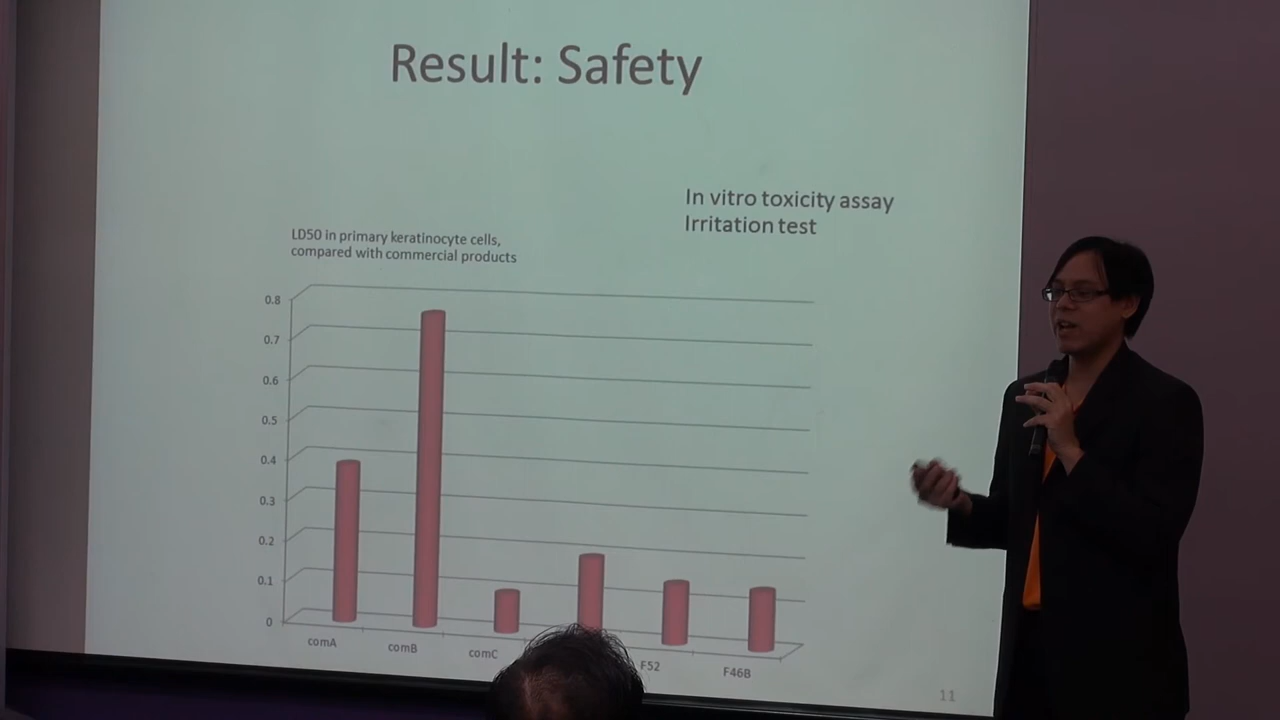 Result: Safety
In vitro toxicity assay
Irritation test
LD50 in primary keratinocyte cells,
compared with commercial products
0.8
0.7
0.6
0.5
0.4
0.3
0.2
0.1
0
comA
comB
comC
F52
F46B
11